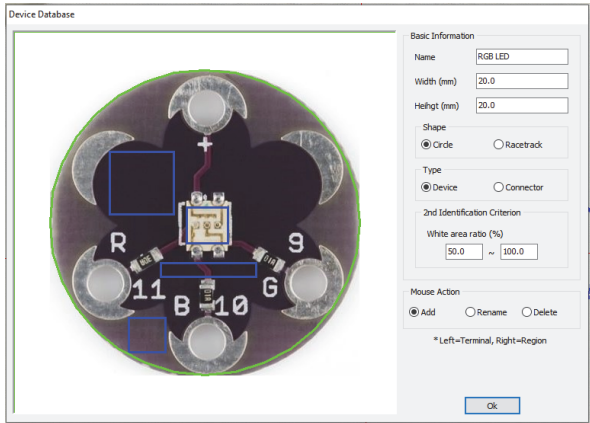 Device Database
Basic Information
Name RGB LED
Width (mm) 20.0
Heihgt (mm) 20.0
Shape
Circle Racetrack
Type
Device Connector
2nd Identification Criterion
White area
ratio (%)
50.0 ~ 100.0
Mouse Action
Add Rename Delete
*Left=Terminal, Right=Region
Ok
+
R 9
11 G
B 10